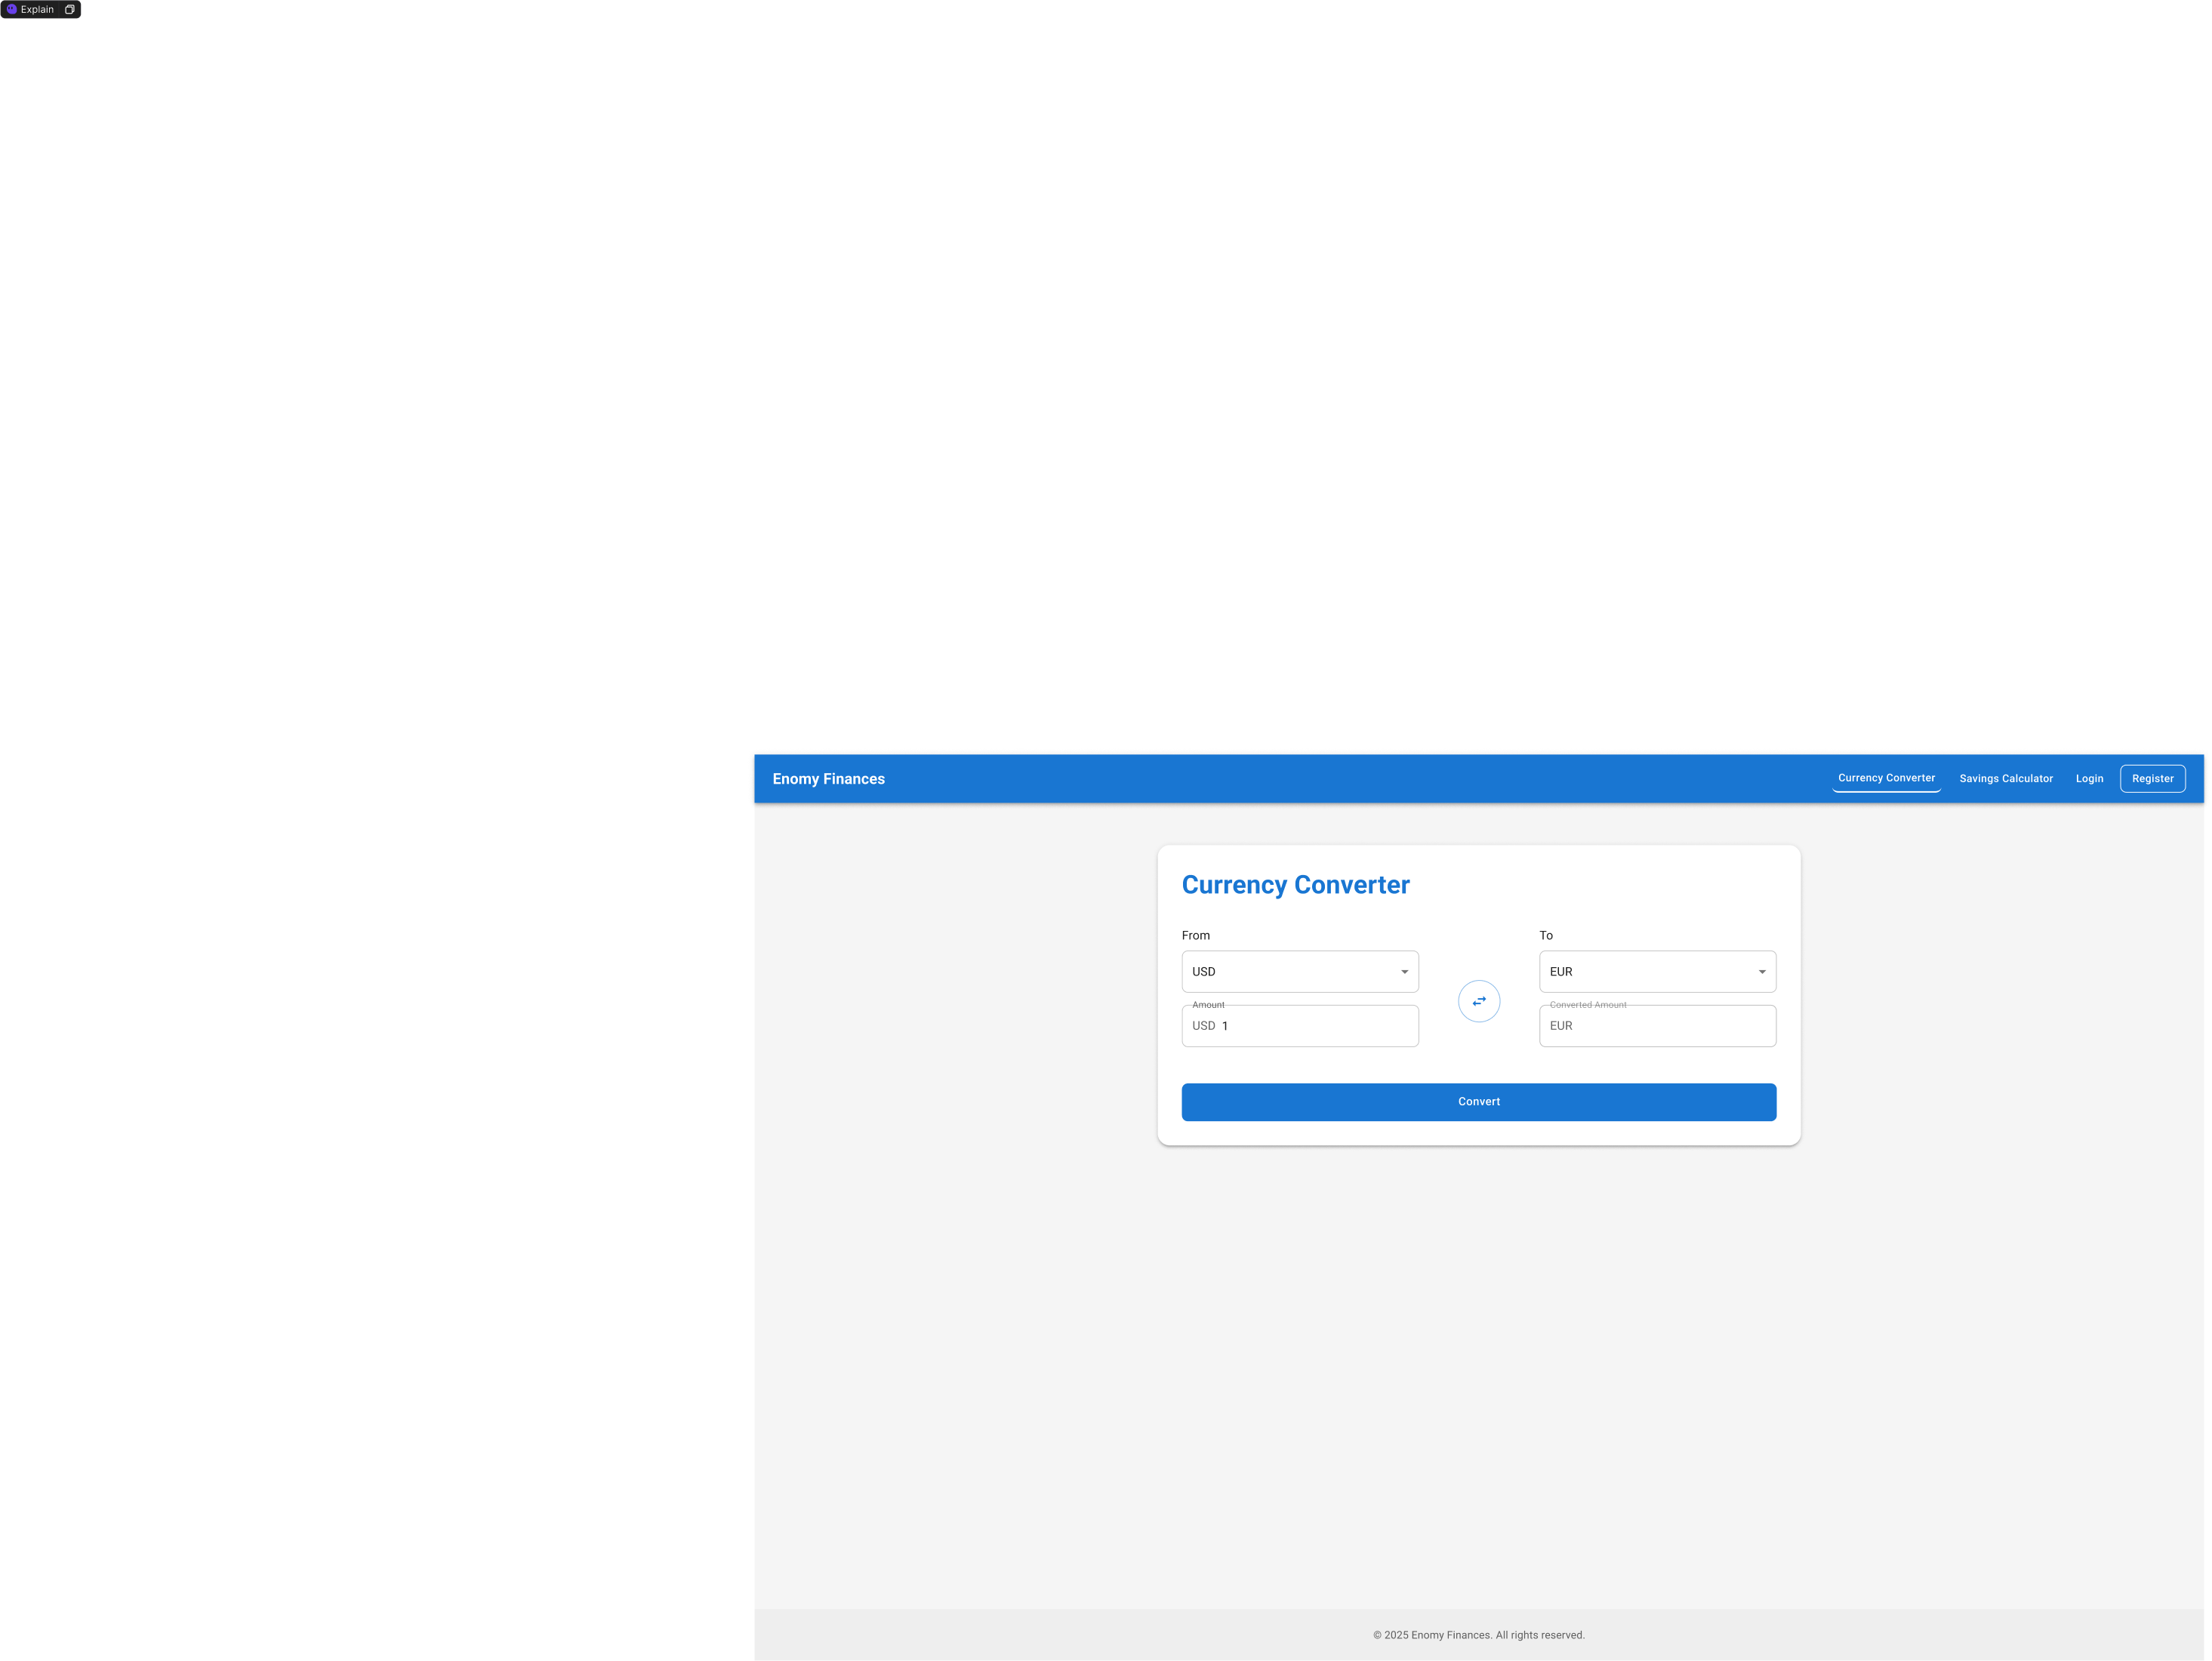 Explain
Enomy Finances
Currency Converter
Savings Calculator
Login
Register
Currency Converter
From
To
USD
EUR
Amount
Converted Amount
USD 1
EUR
Convert
© 2025 Enomy Finances. All rights reserved.